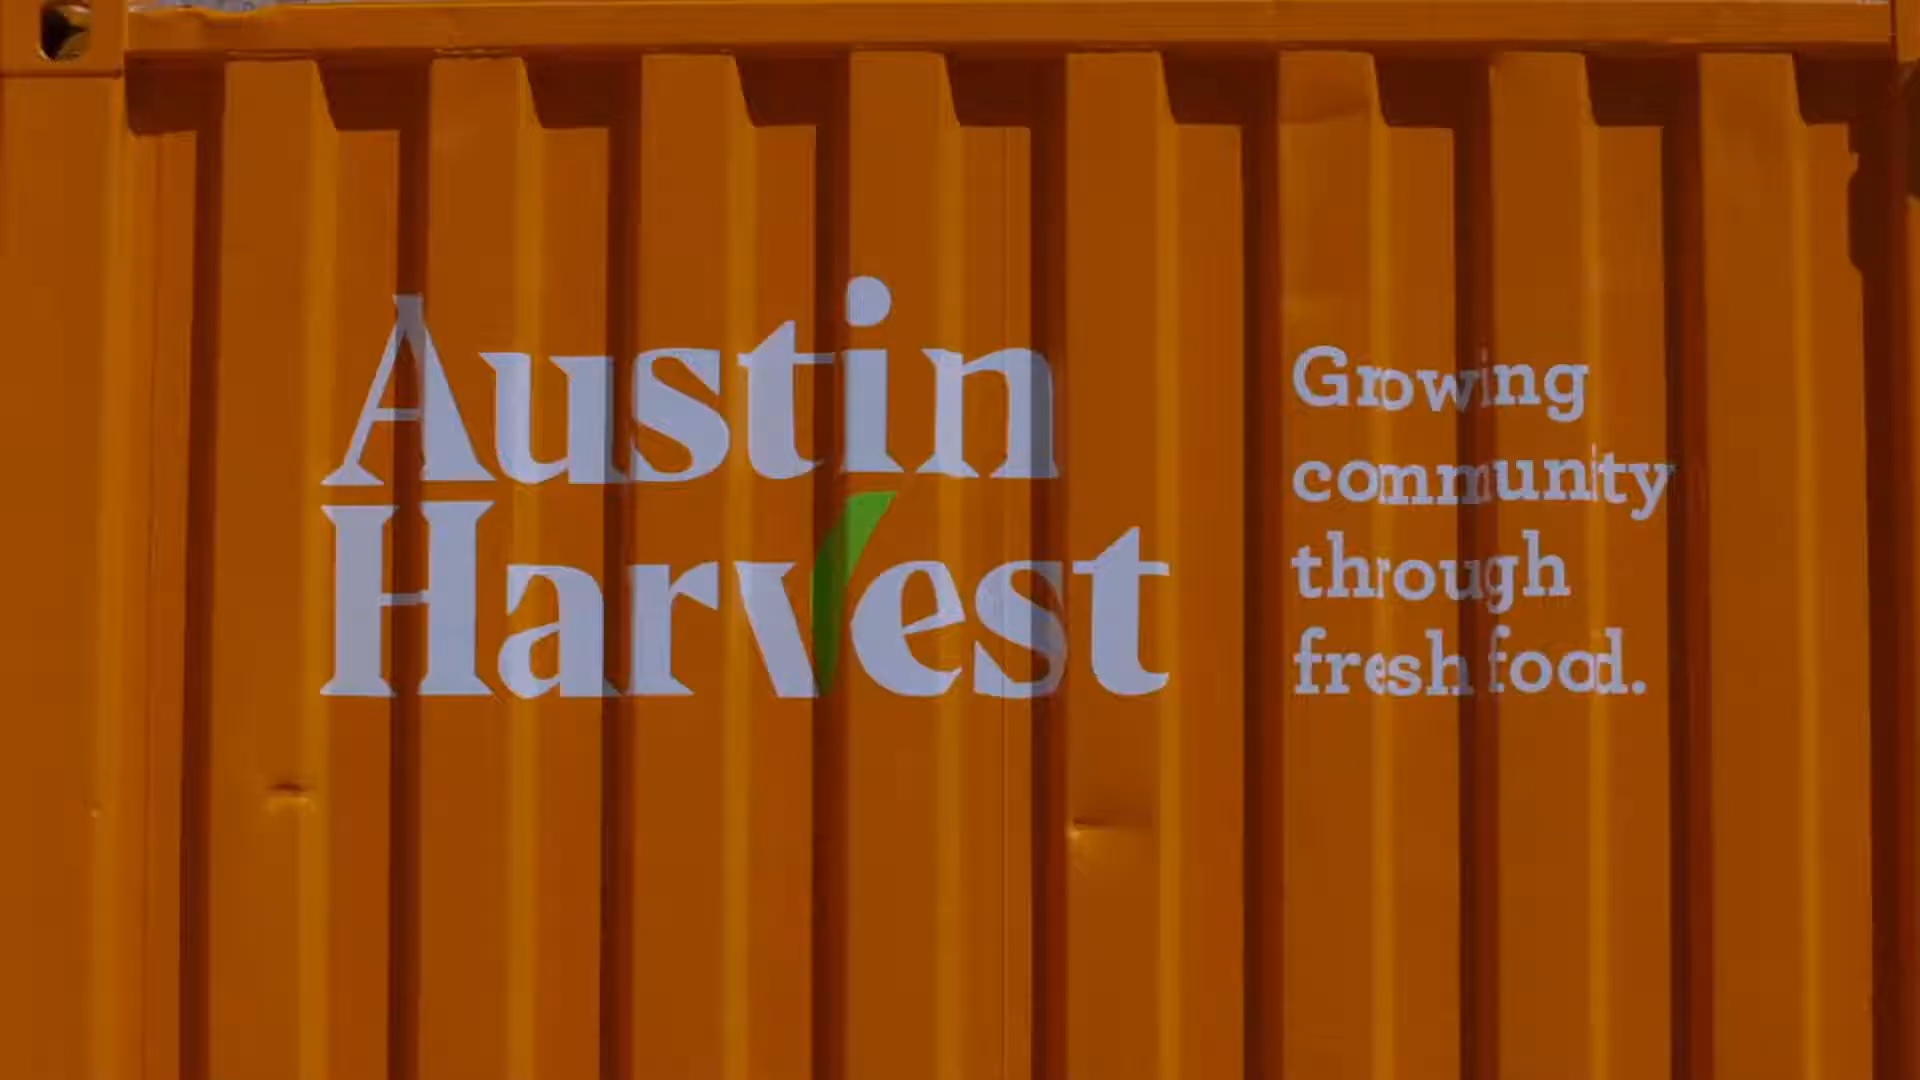 Austin
Harvest
Growing
community
through
fresh food.